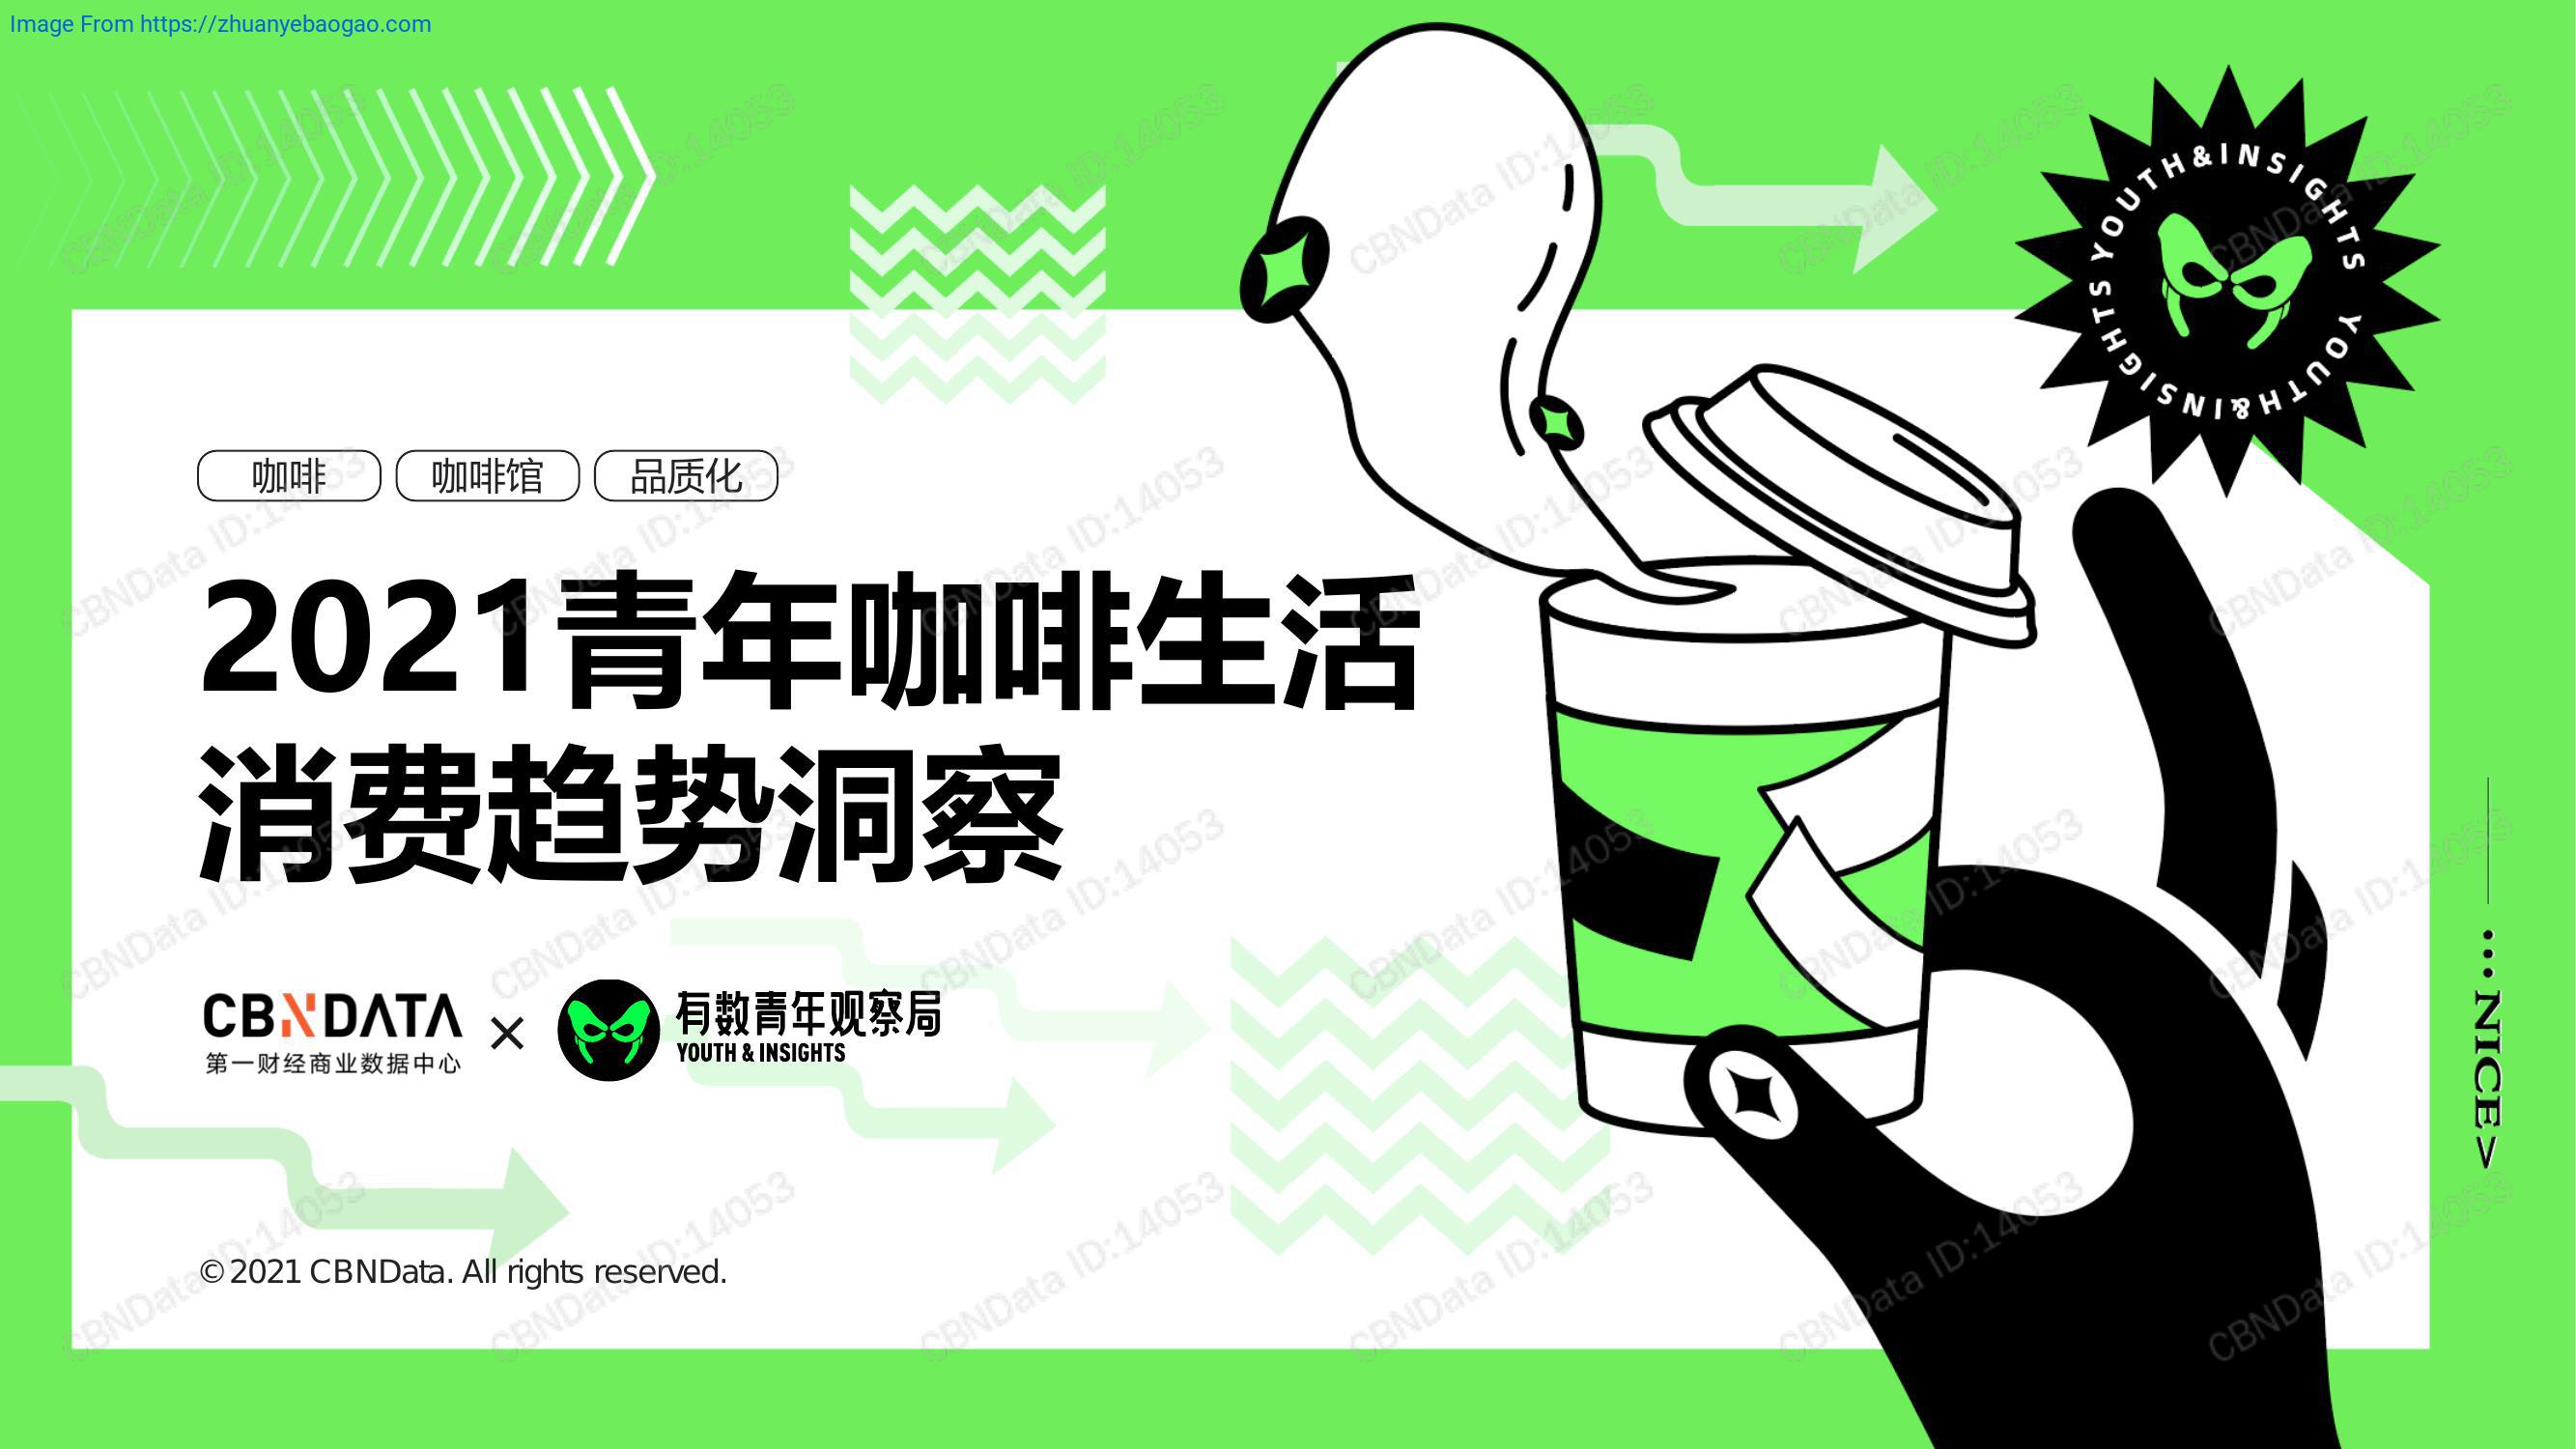 Image From https://zhuanyebaogao.com
YOUTH&INSIGHTS YOUTH&INSIGHTS
咖啡 咖啡馆 品质化
2021青年咖啡生活
消费趋势洞察
CBNDATA × 有数青年观察局
第一财经商业数据中心 YOUTH & INSIGHTS
NICE>
©2021 CBNData. All rights reserved.
CBNData ID:14053